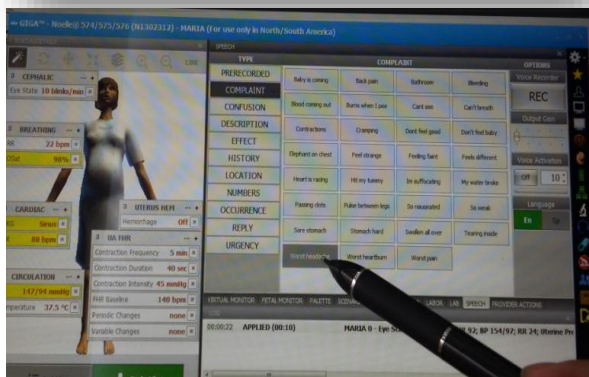 GIGA™ - Noelle@ 574/575/576 (N1302312) - MARIA (For use only in North/South America)
SPEECH
LINK
CEPHALIC
Eye State 10 blinks/min
BREATHING
RR 22 bpm
98%
CARDIAC
Sinus
88 bpm
CIRCULATION
147/94 mmHg
37.5 °C
UTERUS HEM
Hemorrhage Off
UA FHR
Contraction Frequency 5 min
Contraction Duration 40 sec
Contraction Intensity 45 mmHg
FHR Baseline 140 bpm
Periodic Changes none
Variable Changes none
TYPE
PRERECORDED
COMPLAINT
CONFUSION
DESCRIPTION
EFFECT
HISTORY
LOCATION
NUMBERS
OCCURRENCE
REPLY
URGENCY
COMPLAINT
Baby is coming Back pain Bathroom Bleeding
Blood coming out Burns when I pee Cant see Can't breath
Contractions Cramping Dont feel good Don't feel baby
Elephant on chest Feel strange Feeling faint Feels different
Heart is racing Hit my tummy Im suffocating My water broke
Passing clots Pulse between legs So nauseated So weak
Sore stomach Stomach hard Swollen all over Tearing inside
Worst headache Worst heartburn Worst pain
OPTIONS
Voice Recorder
REC
Output Gain
Voice Activation
Off 10
Language
En Sp
VIRTUAL MONITOR FETAL MONITOR PALETTE LABOR LAB SPEECH PROVIDER ACTIONS
LOG
00:00:22 APPLIED (00:10) MARIA 0 - Eye 92; BP 154/97; RR 24; Uterine